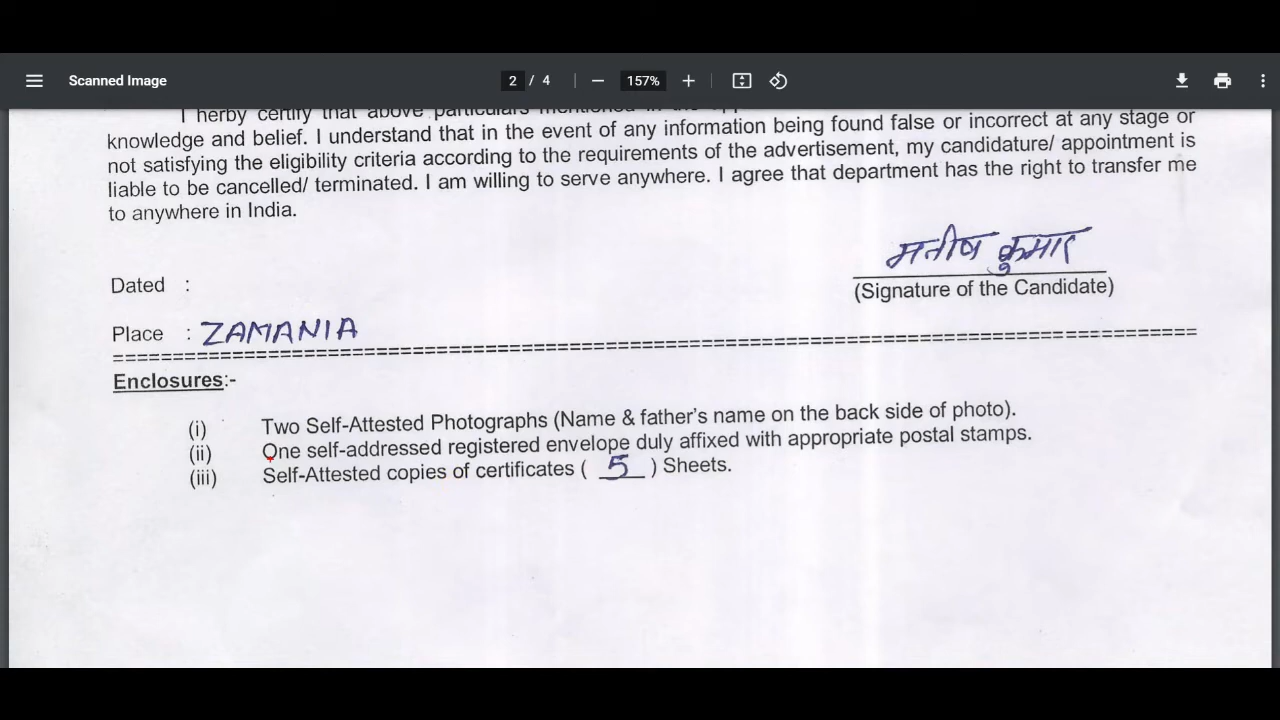 Scanned Image
2 / 4
157%
I herby certify that above particulars mentioned in the
knowledge and belief. I understand that in the event of any information being found false or incorrect at any stage or
not satisfying the eligibility criteria according to the requirements of the advertisement, my candidature/ appointment is
liable to be cancelled/ terminated. I am willing to serve anywhere. I agree that department has the right to transfer me
to anywhere in India.
मनीष कुमार
Dated :
(Signature of the Candidate)
Place : ZAMANIA
Enclosures:-
(i) Two Self-Attested Photographs (Name & father's name on the back side of photo).
(ii) One self-addressed registered envelope duly affixed with appropriate postal stamps.
(iii) Self-Attested copies of certificates ( 5 ) Sheets.